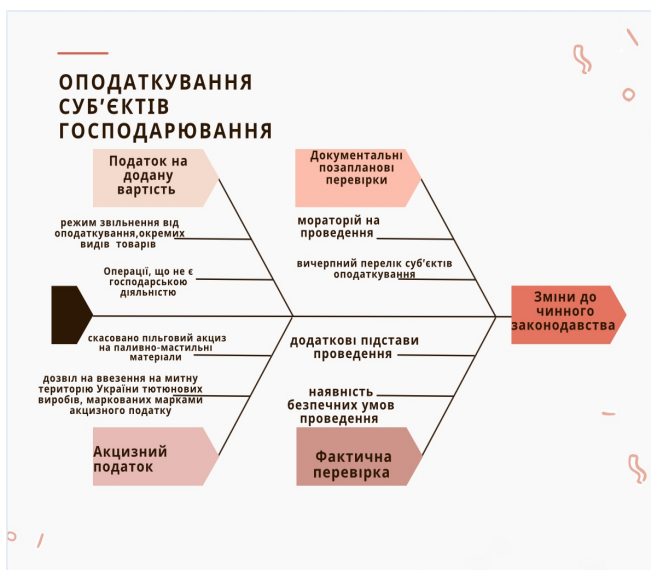 ОПОДАТКУВАННЯ
СУБ’ЄКТІВ
ГОСПОДАРЮВАННЯ
Податок на
додану
вартість
Документальні
позапланові
перевірки
режим звільнення від
оподаткування,окремих
видів товарів
мораторій на
проведення
Операції, що не є
господарською
діяльністю
вичерпний перелік суб’єктів
оподаткування
Зміни до
чинного
законодавства
скасовано пільговий акциз
на паливно-мастильні
матеріали
додаткові підстави
проведення
дозвіл на ввезення на митну
територію України тютюнових
виробів, маркованих марками
акцизного податку
наявність
безпечних умов
проведення
Акцизний
податок
Фактична
перевірка